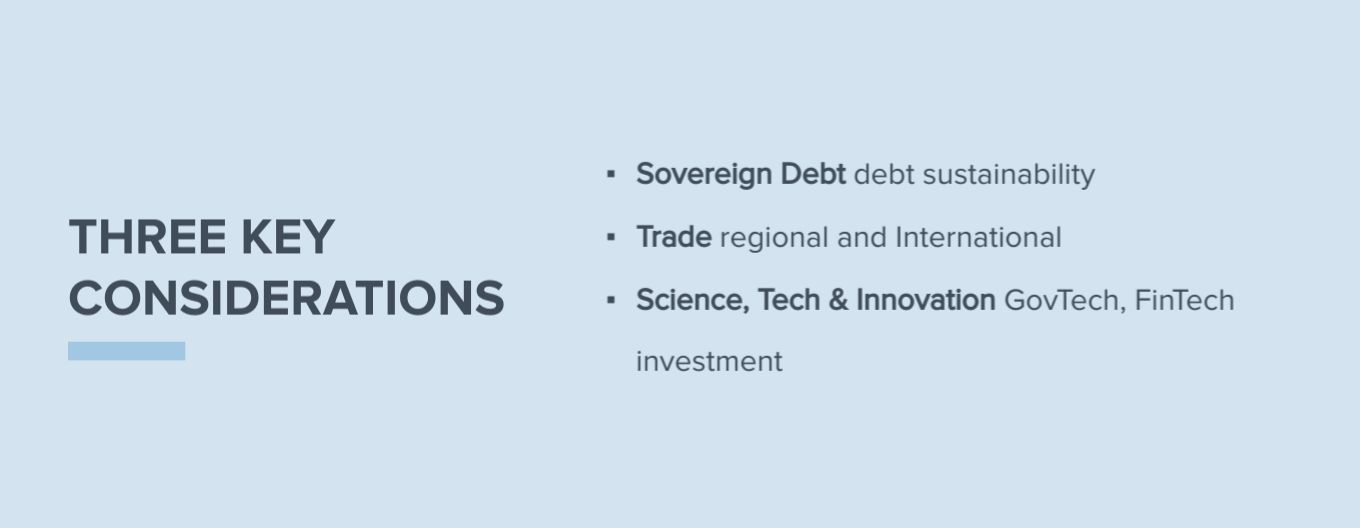 THREE KEY
CONSIDERATIONS
▪ Sovereign Debt debt sustainability
▪ Trade regional and International
▪ Science, Tech & Innovation GovTech, FinTech
investment